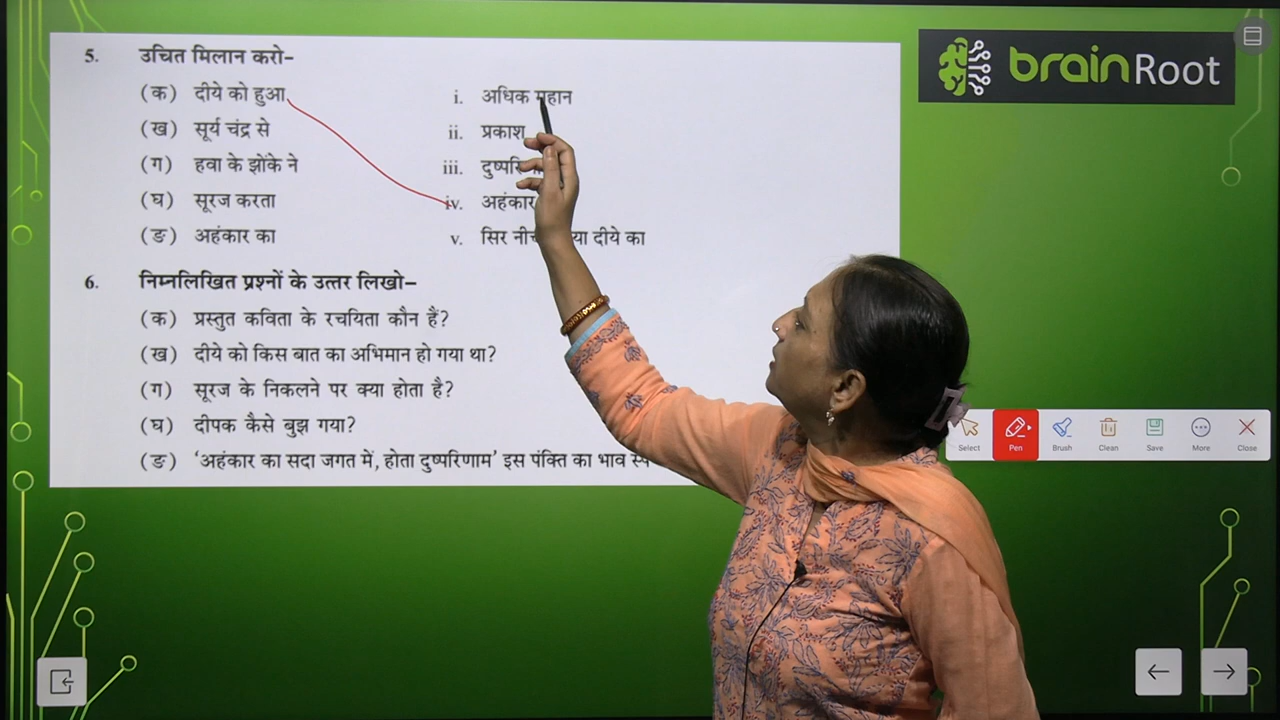 5. उचित मिलान करो–
(क) दीये को हुआ i. अधिक महान
(ख) सूर्य चंद्र से ii. प्रकाश
(ग) हवा के झोंके ने iii.
(घ) सूरज करता iv. अहंकार
(ङ) अहंकार का v. सिर दीये का
6. निम्नलिखित प्रश्नों के उत्तर लिखो–
(क) प्रस्तुत कविता के रचयिता कौन हैं?
(ख) दीये को किस बात का अभिमान हो गया था?
(ग) सूरज के निकलने पर क्या होता है?
(घ) दीपक कैसे बुझ गया?
(ङ) 'अहंकार का सदा जगत में, होता दुष्परिणाम' इस पंक्ति का भाव
brainRoot
Select Pen Brush Clean Save More Close